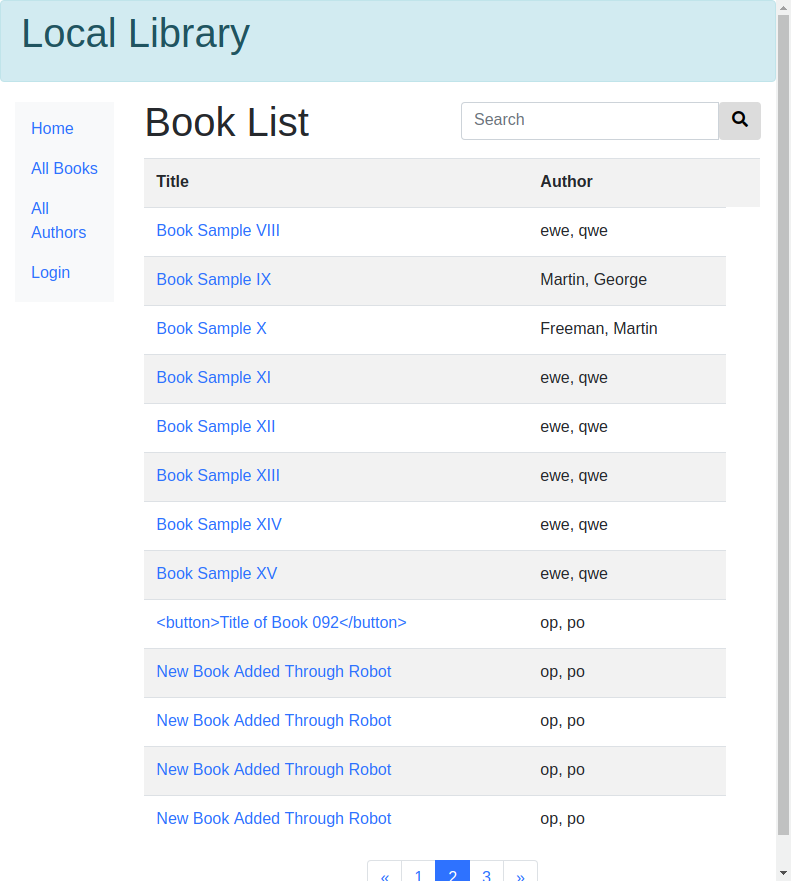 Local Library
Home
All Books
All
Authors
Login
Book List
Search
Title Author
Book Sample VIII ewe, qwe
Book Sample IX Martin, George
Book Sample X Freeman, Martin
Book Sample XI ewe, qwe
Book Sample XII ewe, qwe
Book Sample XIII ewe, qwe
Book Sample XIV ewe, qwe
Book Sample XV ewe, qwe
<button>Title of Book 092</button> op, po
New Book Added Through Robot op, po
New Book Added Through Robot op, po
New Book Added Through Robot op, po
New Book Added Through Robot op, po
« 1 2 3 »